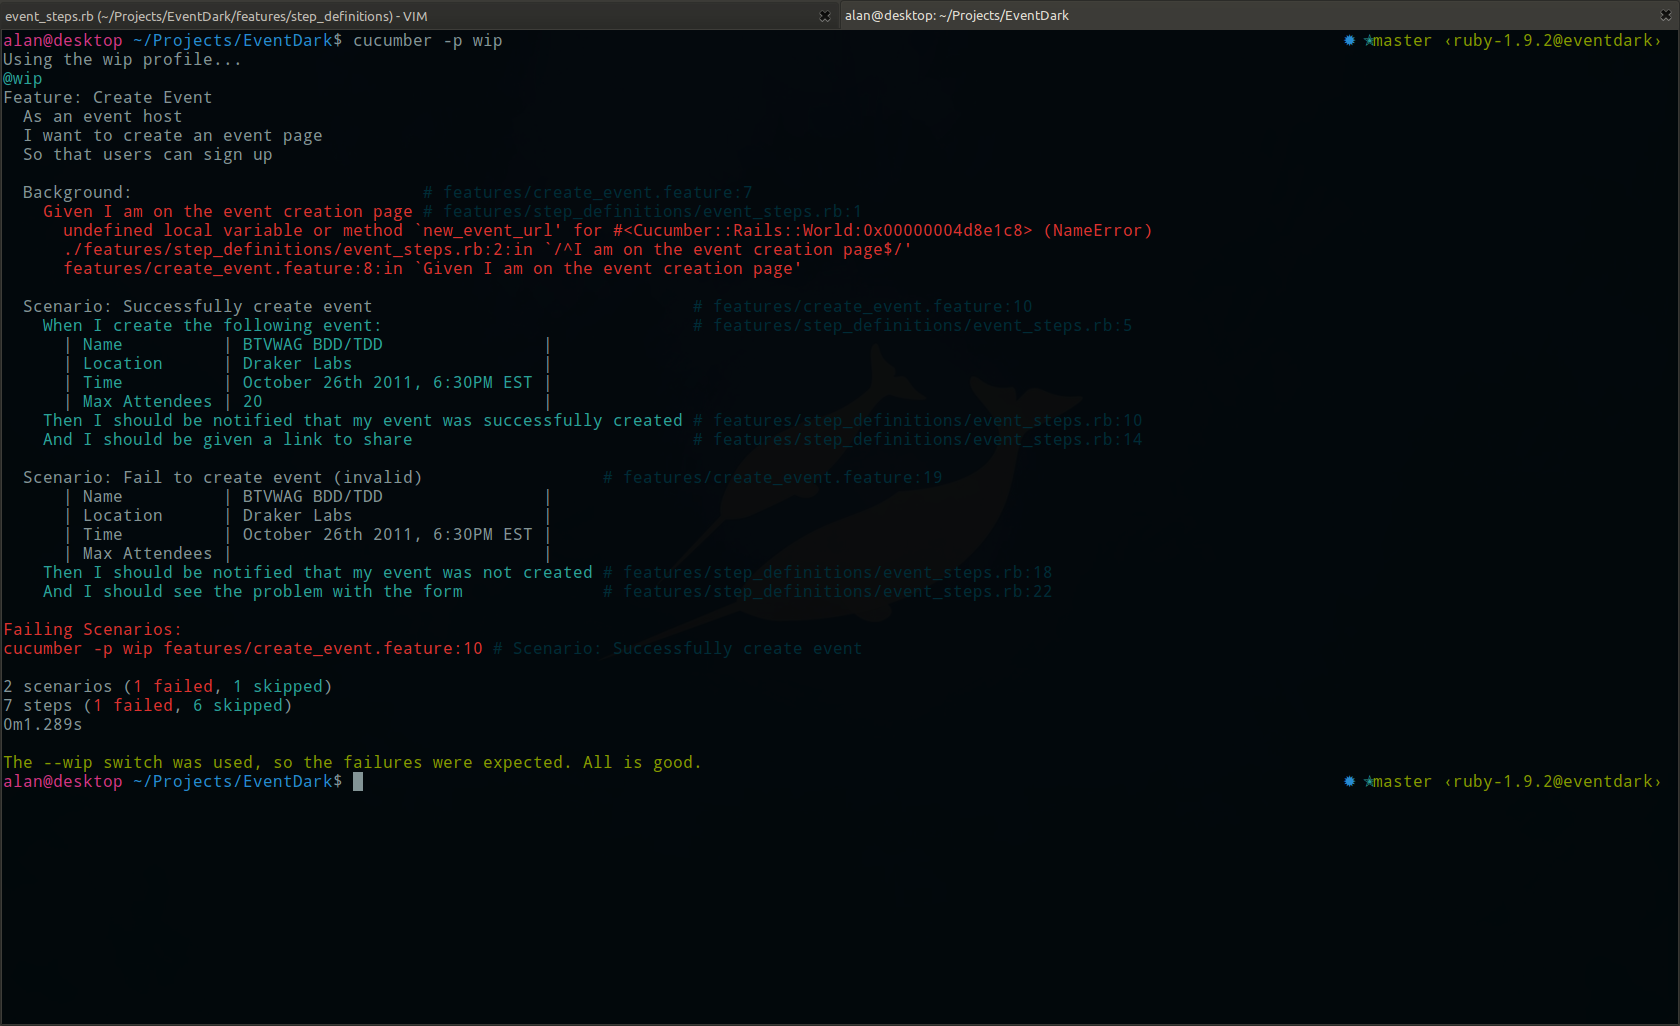 event_steps.rb (~/Projects/EventDark/features/step_definitions) - VIM
alan@desktop: ~/Projects/EventDark
alan@desktop ~/Projects/EventDark$ cucumber -p wip ✹ ✭master ‹ruby-1.9.2@eventdark›
Using the wip profile...
@wip
Feature: Create Event
  As an event host
  I want to create an event page
  So that users can sign up

  Background:                             # features/create_event.feature:7
    Given I am on the event creation page # features/step_definitions/event_steps.rb:1
      undefined local variable or method `new_event_url' for #<Cucumber::Rails::World:0x00000004d8e1c8> (NameError)
      ./features/step_definitions/event_steps.rb:2:in `/^I am on the event creation page$/'
      features/create_event.feature:8:in `Given I am on the event creation page'

  Scenario: Successfully create event                                # features/create_event.feature:10
    When I create the following event:                               # features/step_definitions/event_steps.rb:5
      | Name          | BTVWAG BDD/TDD                |
      | Location      | Draker Labs                   |
      | Time          | October 26th 2011, 6:30PM EST |
      | Max Attendees | 20                            |
    Then I should be notified that my event was successfully created # features/step_definitions/event_steps.rb:10
    And I should be given a link to share                            # features/step_definitions/event_steps.rb:14

  Scenario: Fail to create event (invalid)                  # features/create_event.feature:19
      | Name          | BTVWAG BDD/TDD                |
      | Location      | Draker Labs                   |
      | Time          | October 26th 2011, 6:30PM EST |
      | Max Attendees |                               |
    Then I should be notified that my event was not created # features/step_definitions/event_steps.rb:18
    And I should see the problem with the form              # features/step_definitions/event_steps.rb:22

Failing Scenarios:
cucumber -p wip features/create_event.feature:10 # Scenario: Successfully create event

2 scenarios (1 failed, 1 skipped)
7 steps (1 failed, 6 skipped)
0m1.289s

The --wip switch was used, so the failures were expected. All is good.
alan@desktop ~/Projects/EventDark$ ✹ ✭master ‹ruby-1.9.2@eventdark›